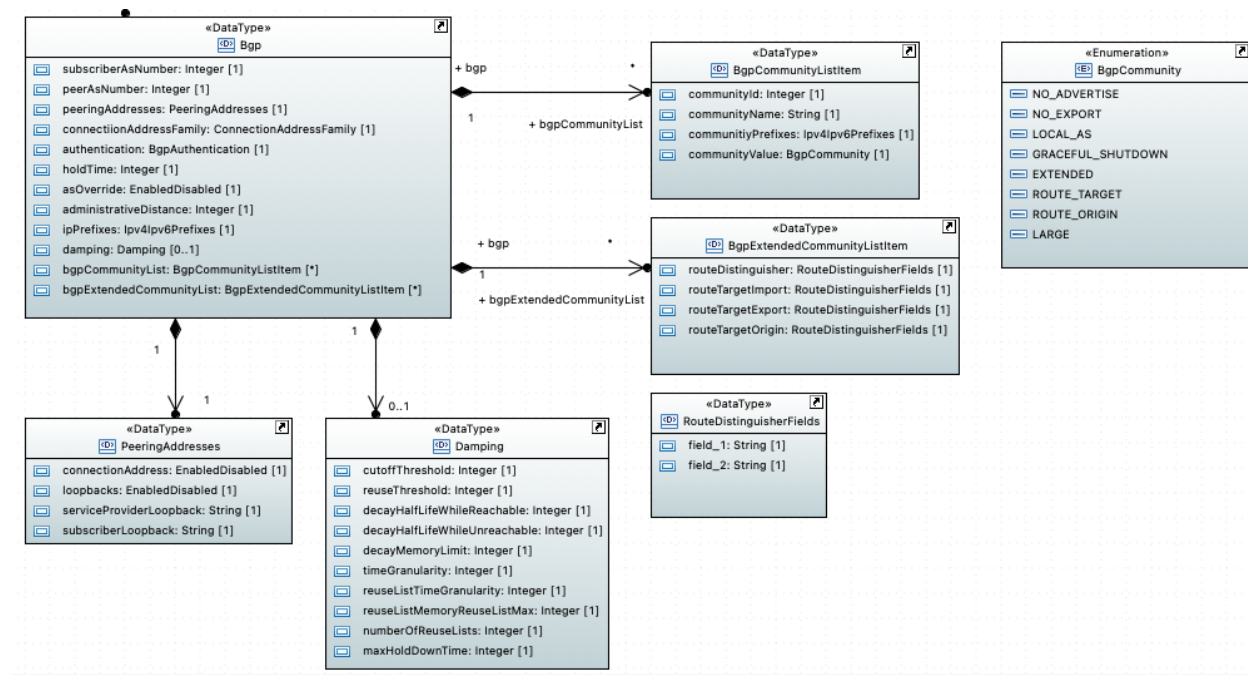 «DataType»
Bgp
subscriberAsNumber: Integer [1]
peerAsNumber: Integer [1]
peeringAddresses: PeeringAddresses [1]
connectiionAddressFamily: ConnectionAddressFamily [1]
authentication: BgpAuthentication [1]
holdTime: Integer [1]
asOverride: EnabledDisabled [1]
administrativeDistance: Integer [1]
ipPrefixes: Ipv4Ipv6Prefixes [1]
damping: Damping [0..1]
bgpCommunityList: BgpCommunityListItem [*]
bgpExtendedCommunityList: BgpExtendedCommunityListItem [*]
+ bgp
*
1
+ bgpCommunityList
+ bgp
*
1
+ bgpExtendedCommunityList
«DataType»
BgpCommunityListItem
communityId: Integer [1]
communityName: String [1]
communitiyPrefixes: Ipv4Ipv6Prefixes [1]
communityValue: BgpCommunity [1]
«Enumeration»
BgpCommunity
NO_ADVERTISE
NO_EXPORT
LOCAL_AS
GRACEFUL_SHUTDOWN
EXTENDED
ROUTE_TARGET
ROUTE_ORIGIN
LARGE
«DataType»
BgpExtendedCommunityListItem
routeDistinguisher: RouteDistinguisherFields [1]
routeTargetImport: RouteDistinguisherFields [1]
routeTargetExport: RouteDistinguisherFields [1]
routeTargetOrigin: RouteDistinguisherFields [1]
1
1
1
0..1
«DataType»
PeeringAddresses
connectionAddress: EnabledDisabled [1]
loopbacks: EnabledDisabled [1]
serviceProviderLoopback: String [1]
subscriberLoopback: String [1]
«DataType»
Damping
cutoffThreshold: Integer [1]
reuseThreshold: Integer [1]
decayHalfLifeWhileReachable: Integer [1]
decayHalfLifeWhileUnreachable: Integer [1]
decayMemoryLimit: Integer [1]
timeGranularity: Integer [1]
reuseListTimeGranularity: Integer [1]
reuseListMemoryReuseListMax: Integer [1]
numberOfReuseLists: Integer [1]
maxHoldDownTime: Integer [1]
«DataType»
RouteDistinguisherFields
field_1: String [1]
field_2: String [1]